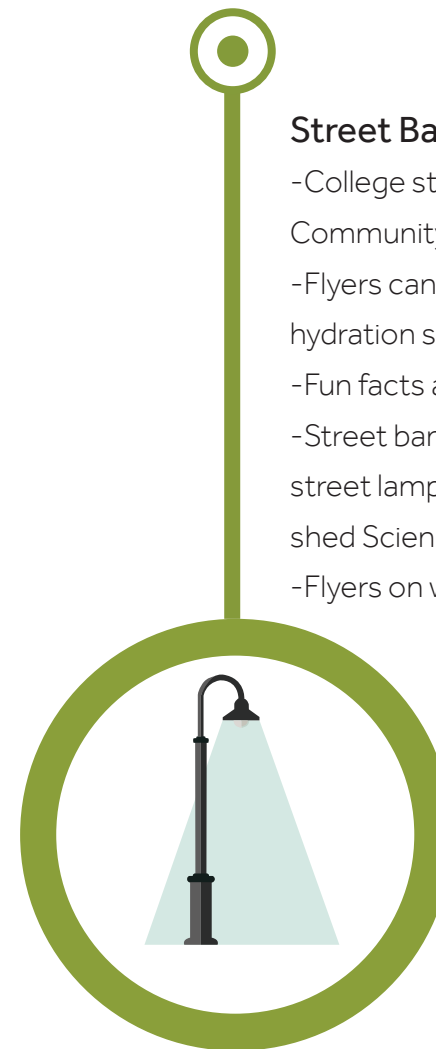 Street Ba
-College st
Community
-Flyers can
hydration s
-Fun facts a
-Street bar
street lamp
shed Scien
-Flyers on v